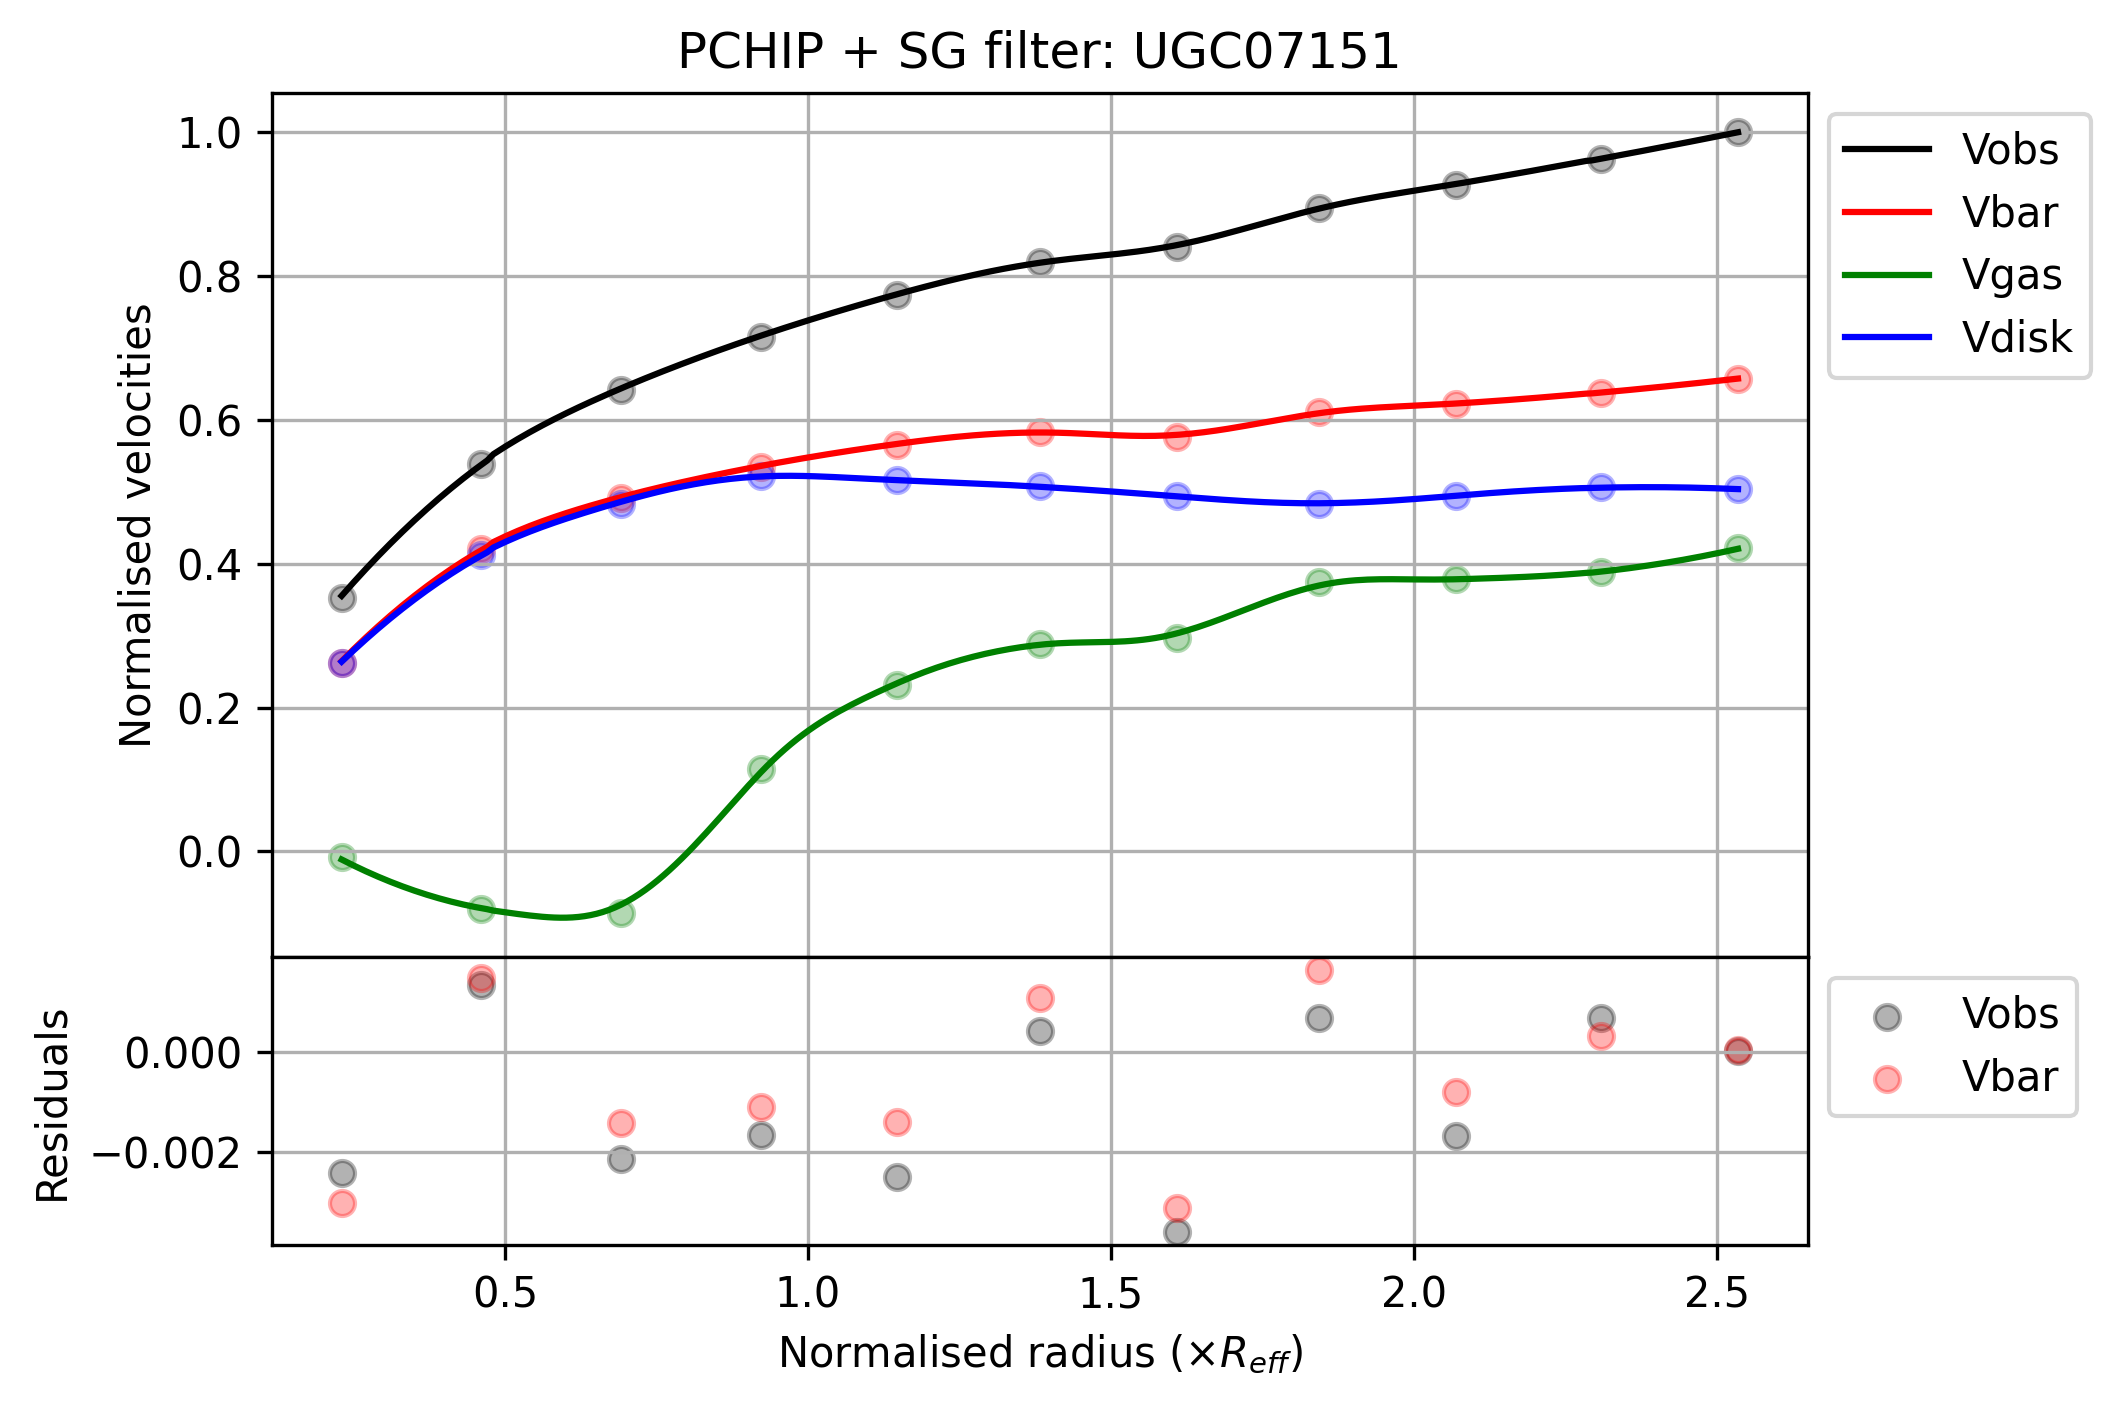 PCHIP + SG filter: UGC07151
Normalised velocities
1.0
0.8
0.6
0.4
0.2
0.0
Vobs
Vbar
Vgas
Vdisk
Residuals
0.000
−0.002
Vobs
Vbar
0.5 1.0 1.5 2.0 2.5
Normalised radius (×R_{eff})